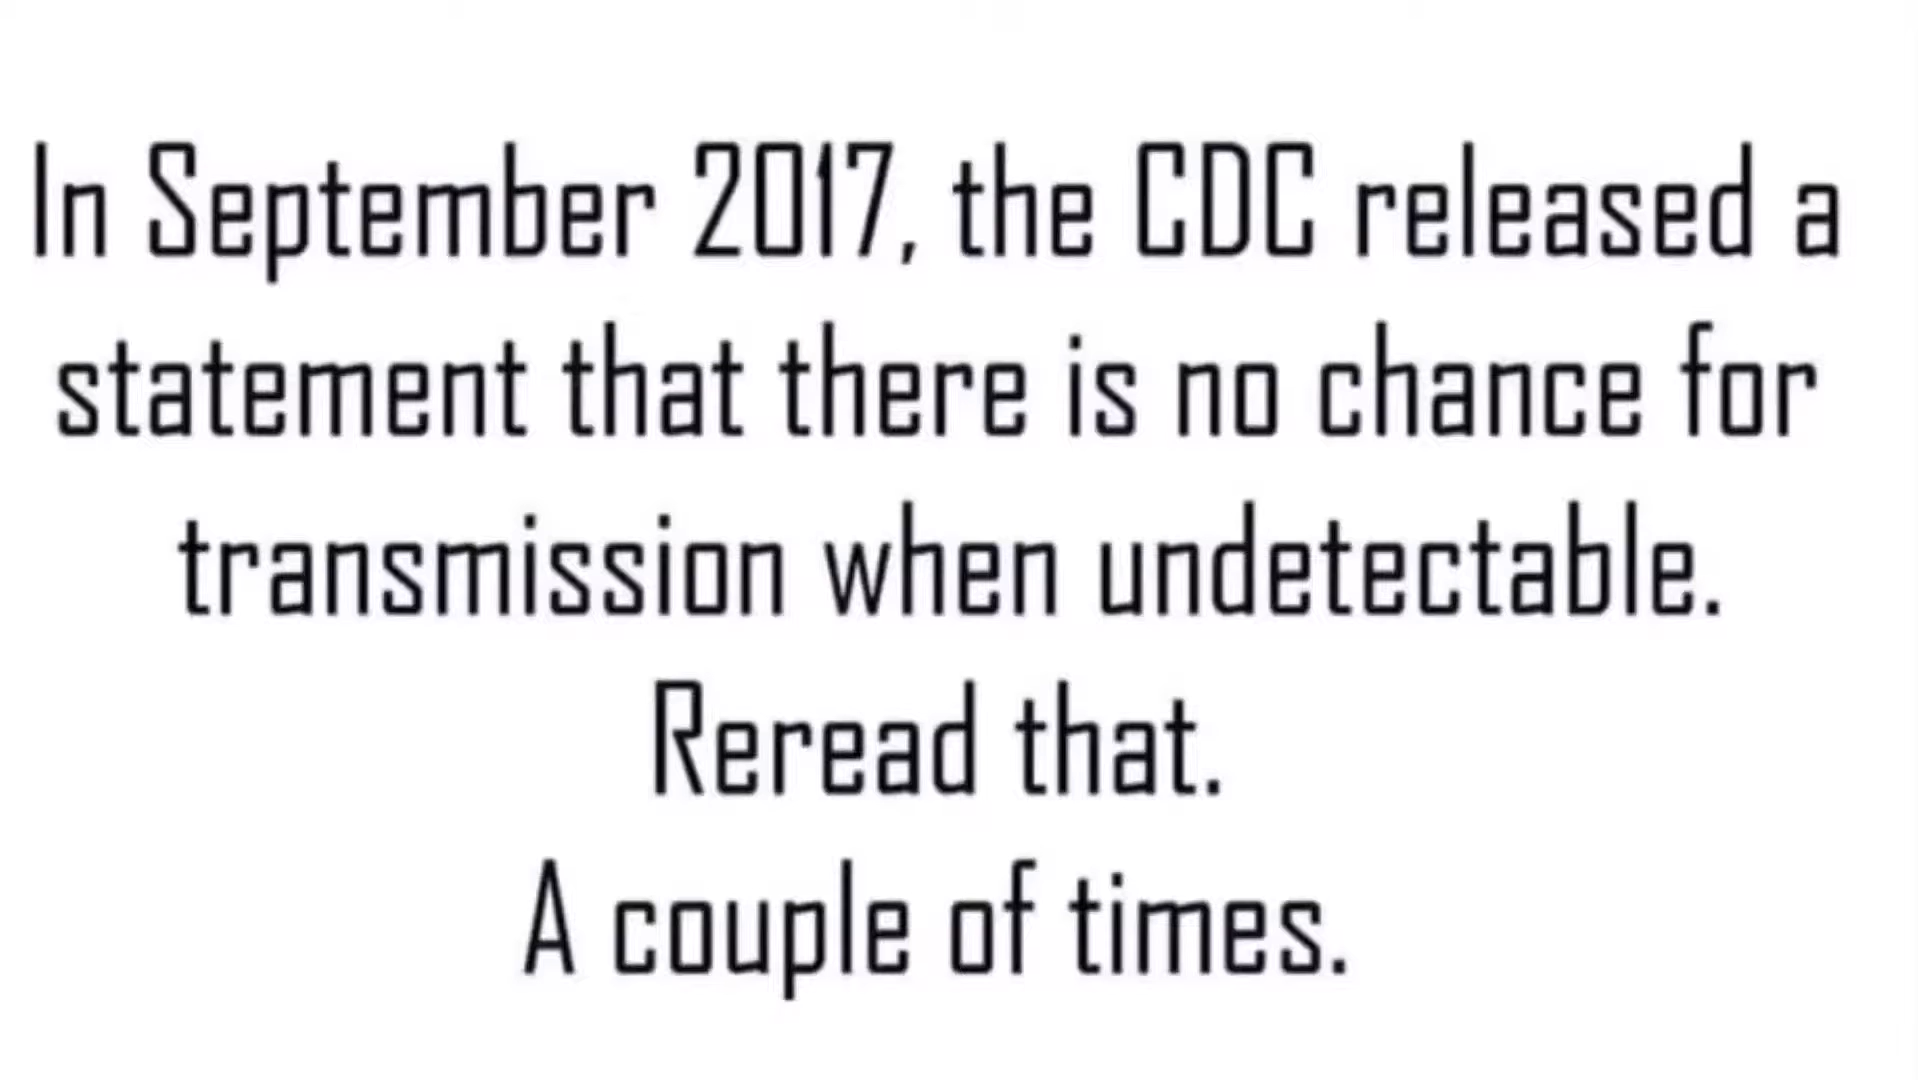 In September 2017, the CDC released a
statement that there is no chance for
transmission when undetectable.
Reread that.
A couple of times.